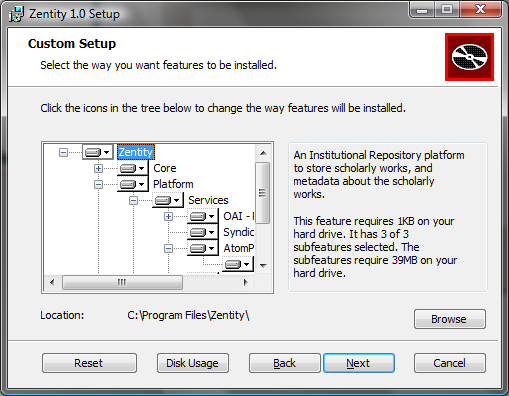 Zentity 1.0 Setup
Custom Setup
Select the way you want features to be installed.
Click the icons in the tree below to change the way features will be installed.
Zentity
Core
Platform
Services
OAI -
Syndic
AtomP
An Institutional Repository platform
to store scholarly works, and
metadata about the scholarly
works.
This feature requires 1KB on your
hard drive. It has 3 of 3
subfeatures selected. The
subfeatures require 39MB on your
hard drive.
Location:
C:\Program Files\Zentity\
Browse
Reset
Disk Usage
Back
Next
Cancel